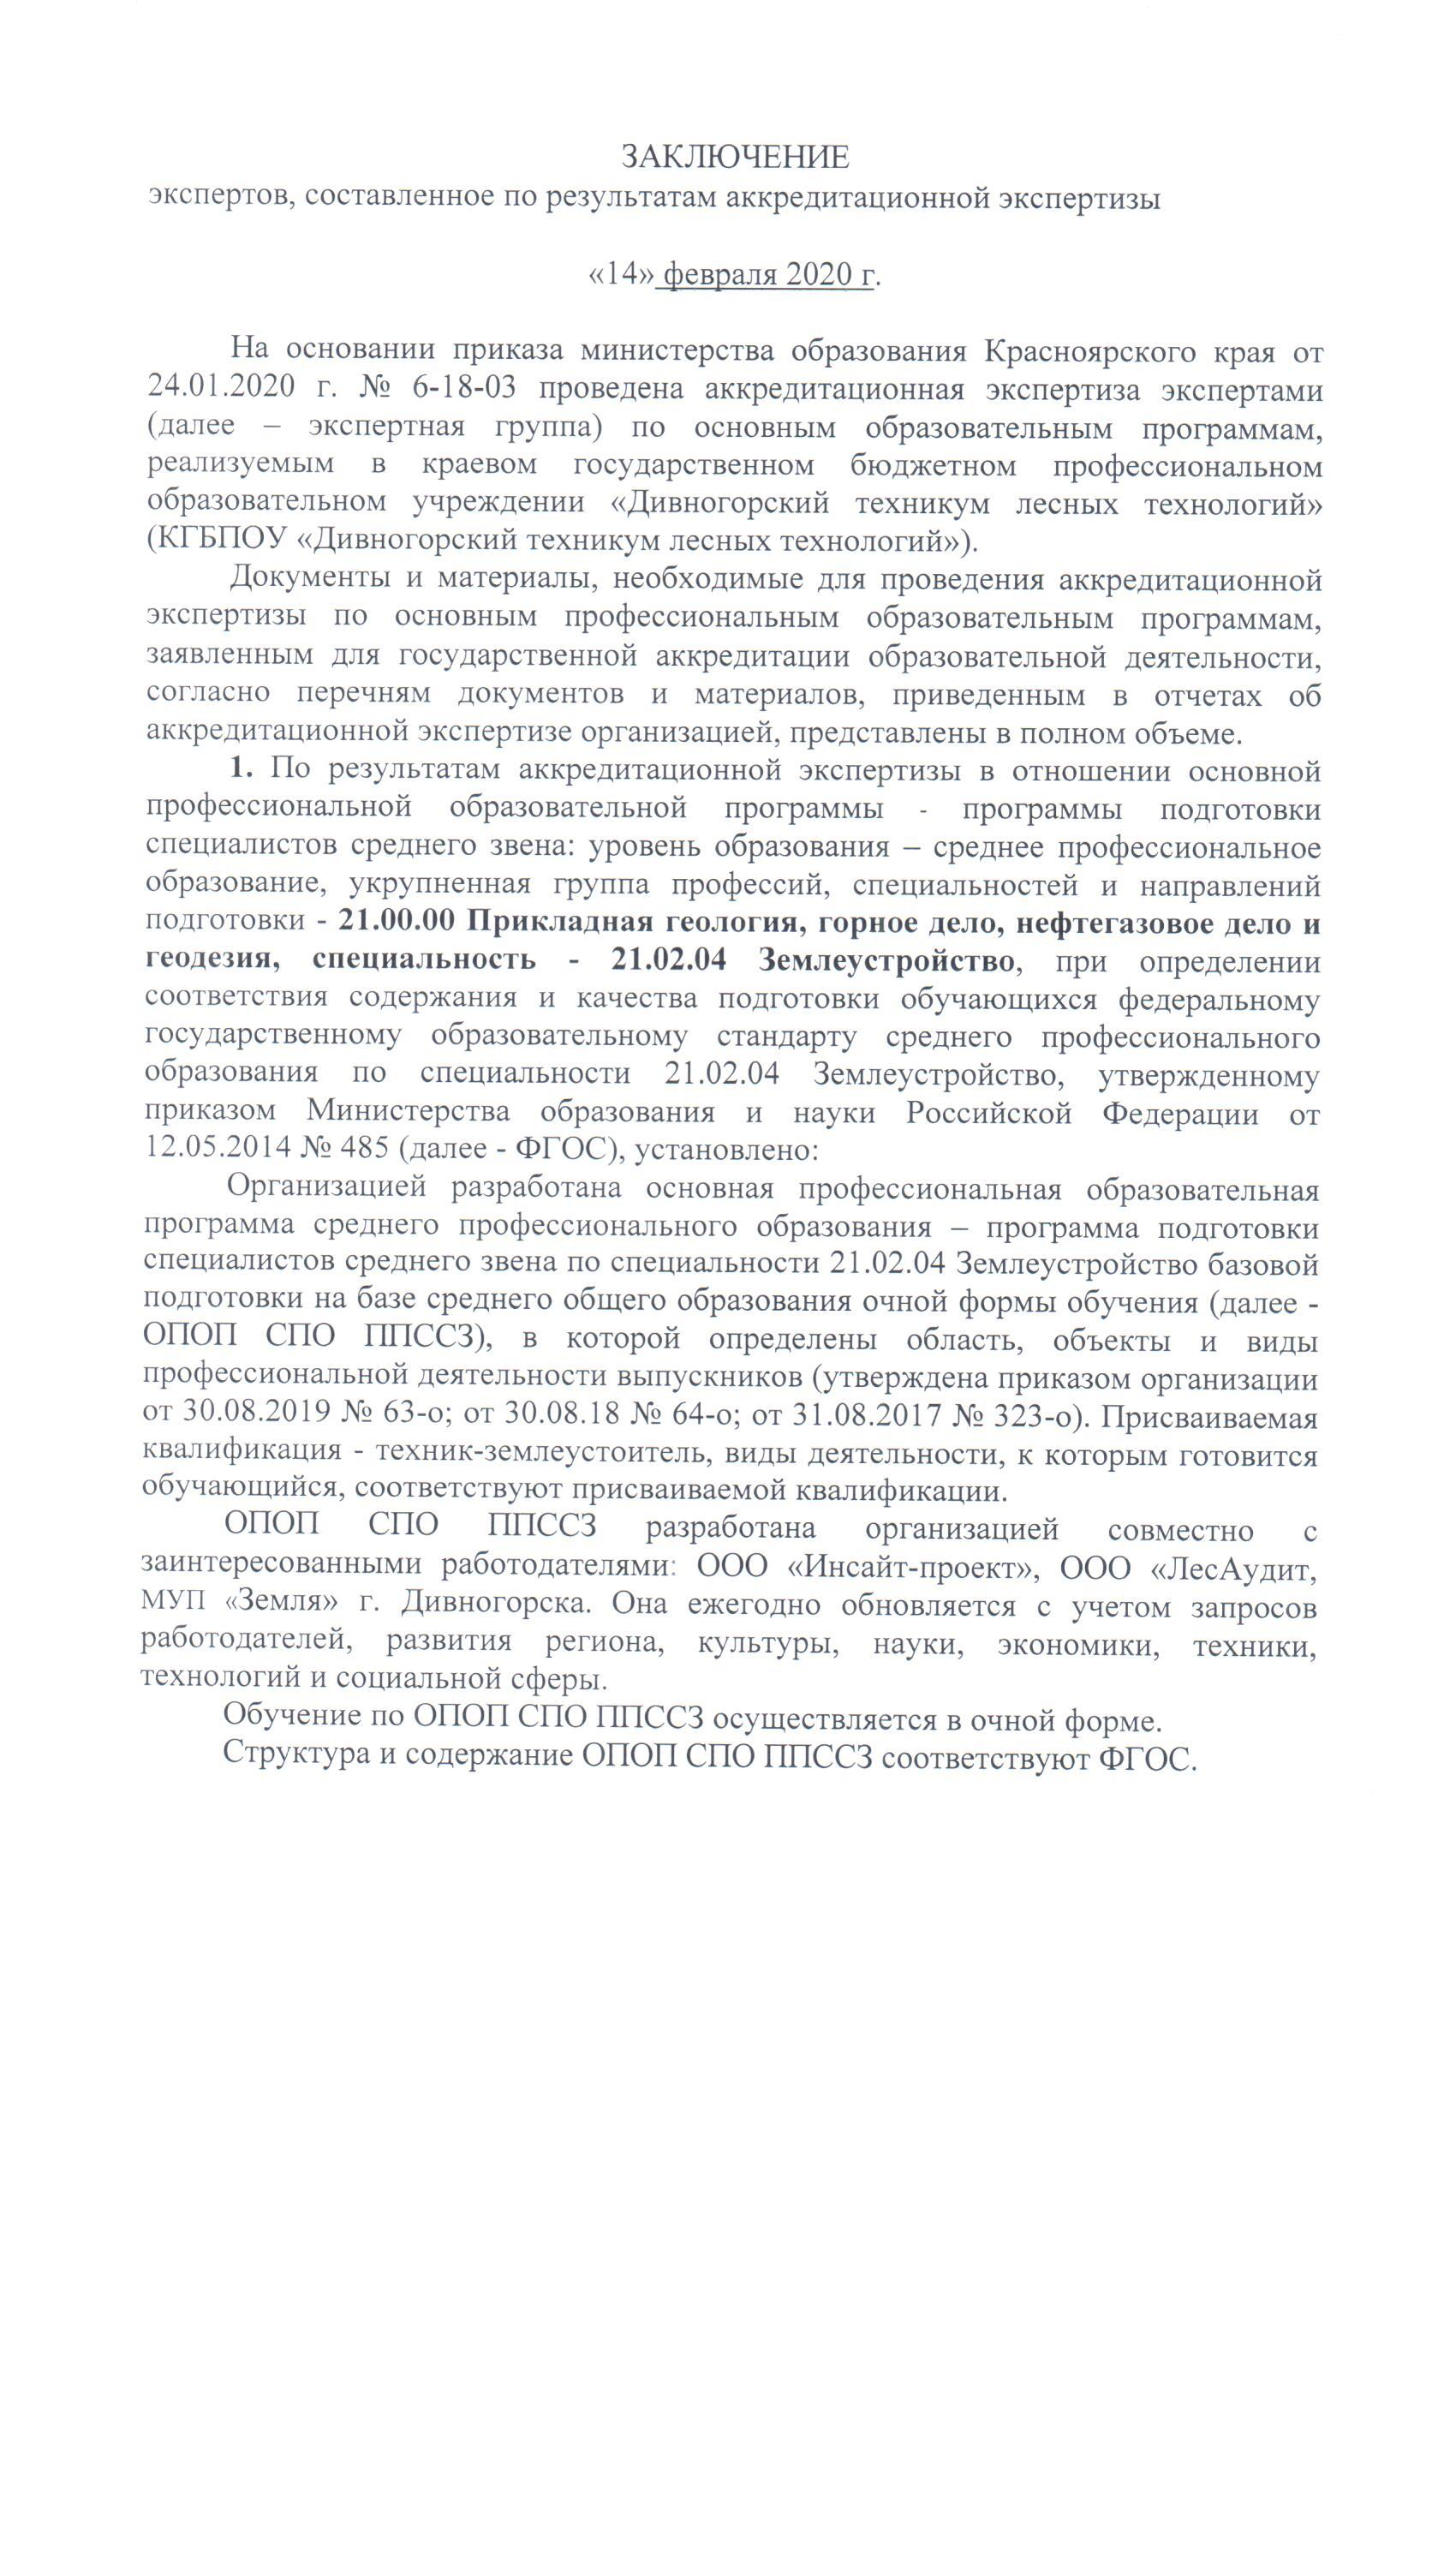 ЗАКЛЮЧЕНИЕ
экспертов, составленное по результатам аккредитационной экспертизы
«14» февраля 2020 г.
На основании приказа министерства образования Красноярского края от
24.01.2020 г. № 6-18-03 проведена аккредитационная экспертиза экспертами
(далее – экспертная группа) по основным образовательным программам,
реализуемым в краевом государственном бюджетном профессиональном
образовательном учреждении «Дивногорский техникум лесных технологий»
(КГБПОУ «Дивногорский техникум лесных технологий»).
Документы и материалы, необходимые для проведения аккредитационной
экспертизы по основным профессиональным образовательным программам,
заявленным для государственной аккредитации образовательной деятельности,
согласно перечням документов и материалов, приведенным в отчетах об
аккредитационной экспертизе организацией, представлены в полном объеме.
1. По результатам аккредитационной экспертизы в отношении основной
профессиональной образовательной программы - программы подготовки
специалистов среднего звена: уровень образования – среднее профессиональное
образование, укрупненная группа профессий, специальностей и направлений
подготовки - 21.00.00 Прикладная геология, горное дело, нефтегазовое дело и
геодезия, специальность - 21.02.04 Землеустройство, при определении
соответствия содержания и качества подготовки обучающихся федеральному
государственному образовательному стандарту среднего профессионального
образования по специальности 21.02.04 Землеустройство, утвержденному
приказом Министерства образования и науки Российской Федерации от
12.05.2014 № 485 (далее - ФГОС), установлено:
Организацией разработана основная профессиональная образовательная
программа среднего профессионального образования – программа подготовки
специалистов среднего звена по специальности 21.02.04 Землеустройство базовой
подготовки на базе среднего общего образования очной формы обучения (далее -
ОПОП СПО ППССЗ), в которой определены область, объекты и виды
профессиональной деятельности выпускников (утверждена приказом организации
от 30.08.2019 № 63-о; от 30.08.18 № 64-о; от 31.08.2017 № 323-о). Присваиваемая
квалификация - техник-землеустоитель, виды деятельности, к которым готовится
обучающийся, соответствуют присваиваемой квалификации.
ОПОП СПО ППССЗ разработана организацией совместно с
заинтересованными работодателями: ООО «Инсайт-проект», ООО «ЛесАудит,
МУП «Земля» г. Дивногорска. Она ежегодно обновляется с учетом запросов
работодателей, развития региона, культуры, науки, экономики, техники,
технологий и социальной сферы.
Обучение по ОПОП СПО ППССЗ осуществляется в очной форме.
Структура и содержание ОПОП СПО ППССЗ соответствуют ФГОС.